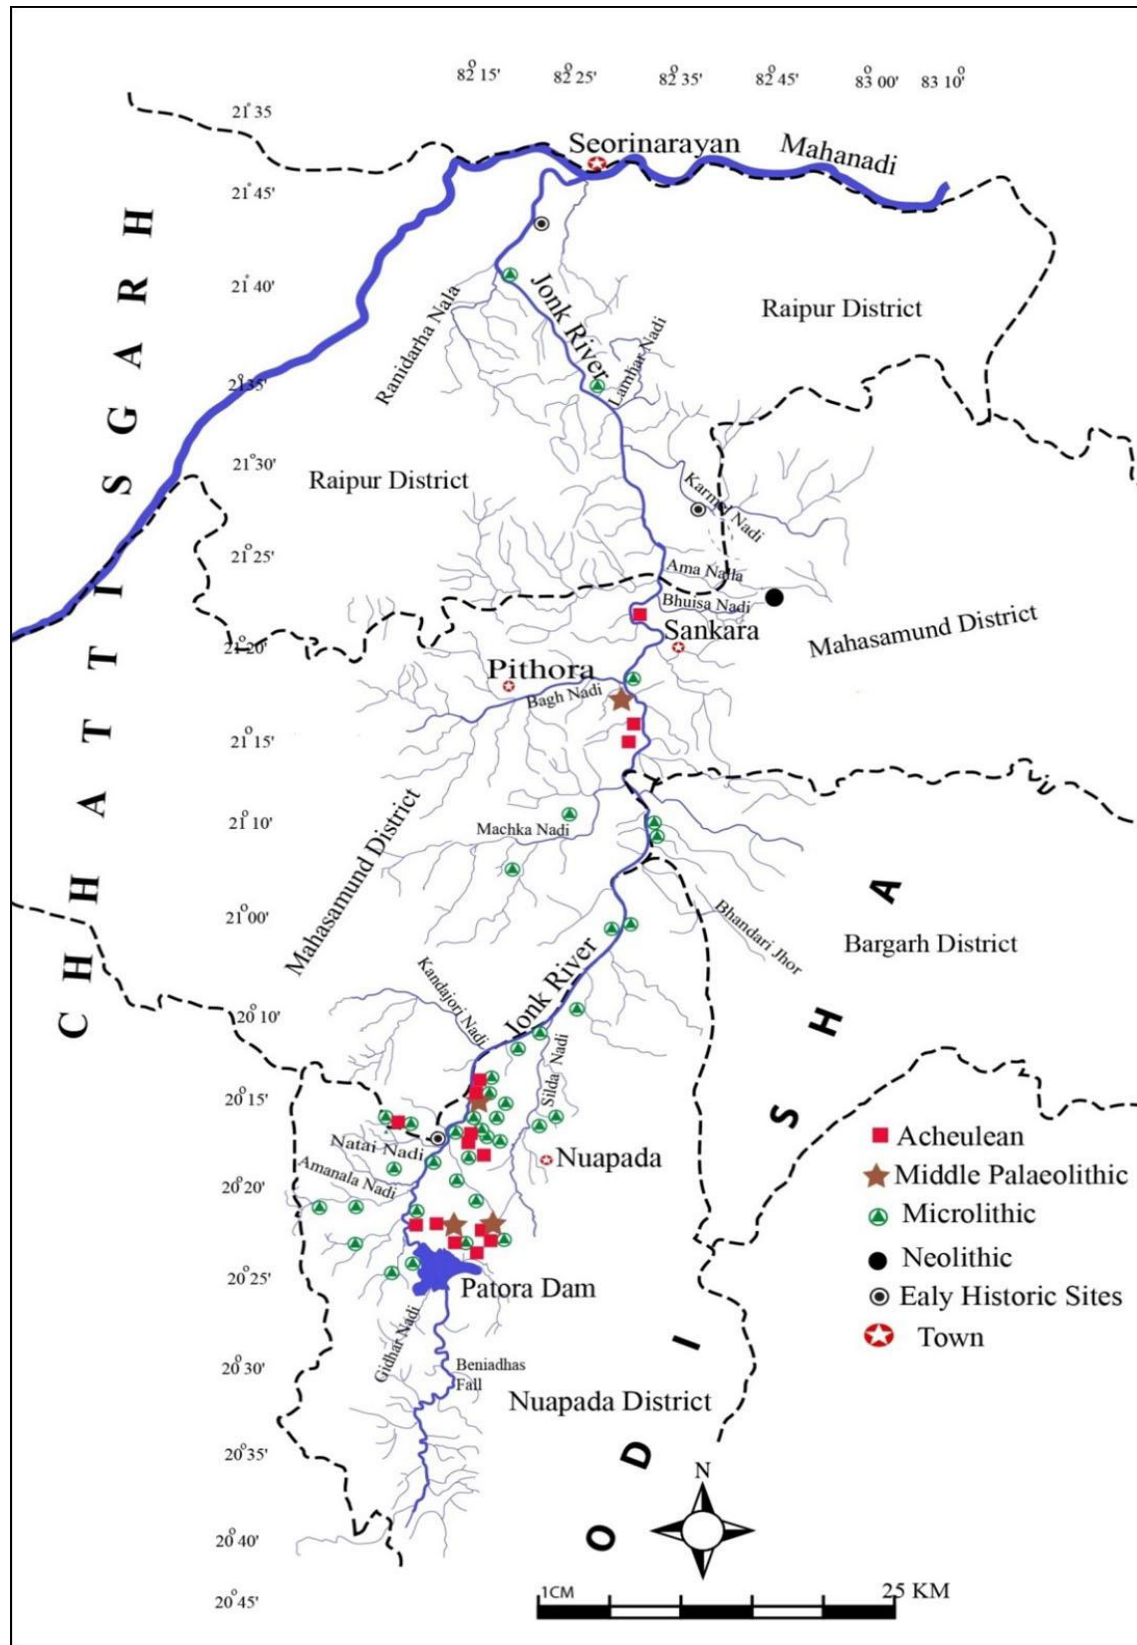 82°15' 82°25' 82°35' 82°45' 83°00' 83°10'
21°35
Seorinarayan
Mahanadi
21°45'
21°40'
Jonk River
Raipur District
Ranidarha Nala
Lamhar Nadi
21°35'
21°30'
Raipur District
Karmel Nadi
21°25'
Ama Nalla
Bhuisa Nadi
Sankara
Mahasamund District
21°20'
Pithora
Bagh Nadi
21°15'
21°10'
Machka Nadi
Mahasamund District
CHHATTISGARH
21°00'
Bhandari Jhor
Bargarh District
Kandajori Nadi
Jonk River
20°10'
Silda Nadi
20°15'
Natai Nadi
Nuapada
Amanala Nadi
20°20'
20°25'
Patora Dam
Gidhar Nadi
20°30'
Beniadhas
Fall
Nuapada District
20°35'
ODISHA
20°40'
20°45'
Acheulean
Middle Palaeolithic
Microlithic
Neolithic
Ealy Historic Sites
Town
N
1CM 25 KM